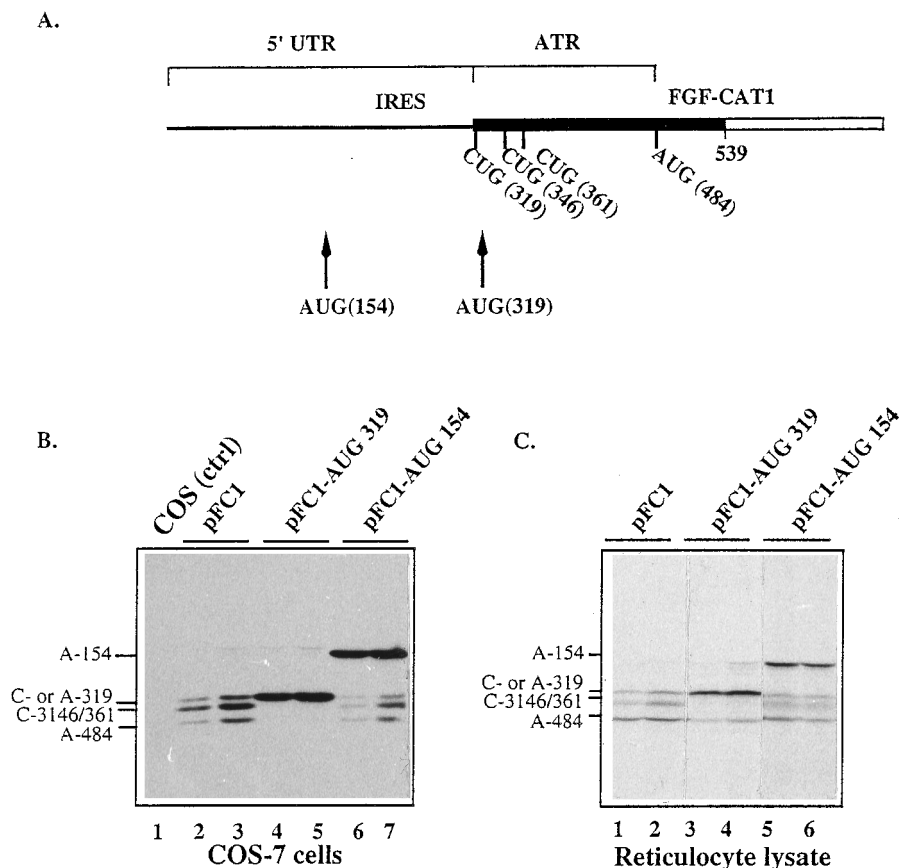 A.
5' UTR ATR
IRES FGF-CAT1
CUG (319) CUG (346) CUG (361) AUG (484) 539
AUG(154) AUG(319)
B.
COS (ctrl) pFC1 pFC1-AUG 319 pFC1-AUG 154
A-154
C- or A-319
C-3146/361
A-484
1 2 3 4 5 6 7
COS-7 cells
C.
pFC1 pFC1-AUG 319 pFC1-AUG 154
A-154
C- or A-319
C-3146/361
A-484
1 2 3 4 5 6
Reticulocyte lysate